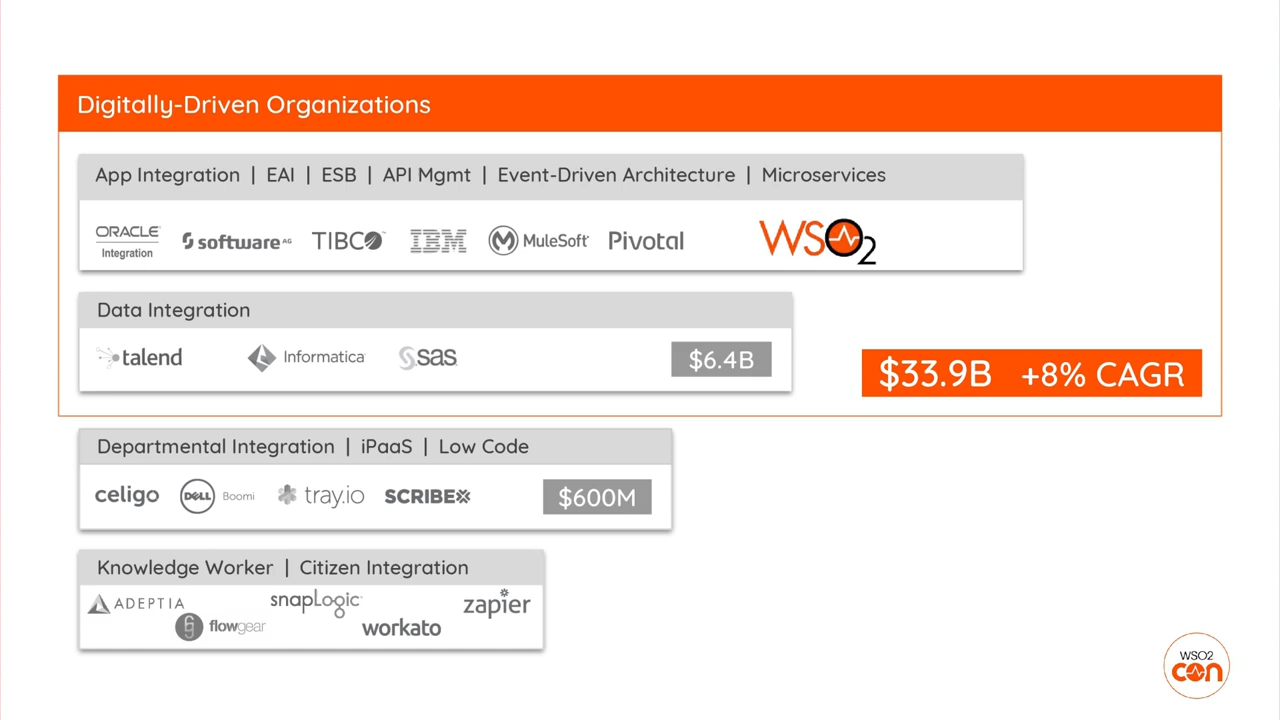 Digitally-Driven Organizations
App Integration | EAI | ESB | API Mgmt | Event-Driven Architecture | Microservices
ORACLE Integration software AG TIBCO IBM MuleSoft Pivotal WSO2
Data Integration
talend Informatica sas $6.4B
$33.9B +8% CAGR
Departmental Integration | iPaaS | Low Code
celigo DELL Boomi tray.io SCRIBE $600M
Knowledge Worker | Citizen Integration
ADEPTIA snapLogic zapier
flowgear workato
WSO2
con